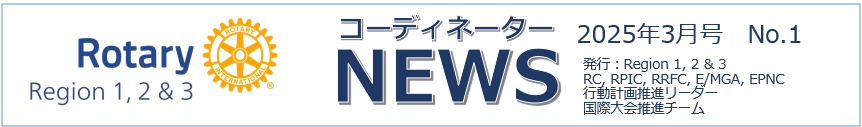 Rotary
ROTARY
INTERNATIONAL
Region 1, 2 & 3
コーディネーター
NEWS
2025年3月号 No.1
発行：Region 1, 2 & 3
RC, RPIC, RRFC, E/MGA, EPNC
行動計画推進リーダー
国際大会推進チーム